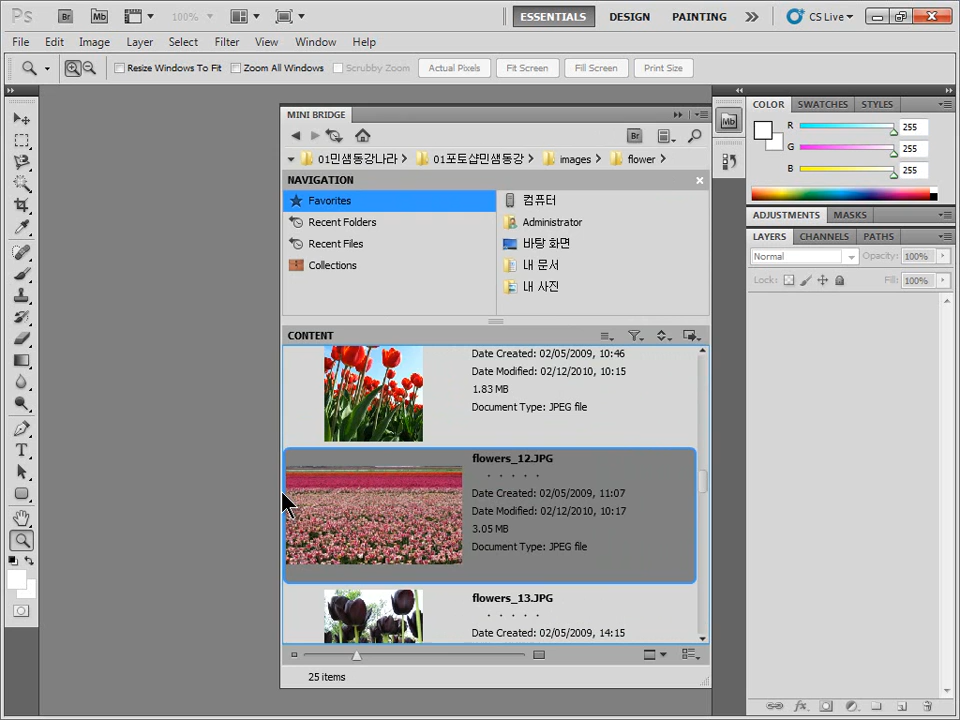 Ps Br Mb 100% ESSENTIALS DESIGN PAINTING CS Live
File Edit Image Layer Select Filter View Window Help
Resize Windows To Fit Zoom All Windows Scrubby Zoom Actual Pixels Fit Screen Fill Screen Print Size
MINI BRIDGE
Br
01민샘동강나라 01포토샵민샘동강 images flower
NAVIGATION
Favorites
Recent Folders
Recent Files
Collections
컴퓨터
Administrator
바탕 화면
내 문서
내 사진
CONTENT
Date Created: 02/05/2009, 10:46
Date Modified: 02/12/2010, 10:15
1.83 MB
Document Type: JPEG file
flowers_12.JPG
. . . . .
Date Created: 02/05/2009, 11:07
Date Modified: 02/12/2010, 10:17
3.05 MB
Document Type: JPEG file
flowers_13.JPG
. . . . .
Date Created: 02/05/2009, 14:15
25 items
Mb
COLOR SWATCHES STYLES
R 255
G 255
B 255
ADJUSTMENTS MASKS
LAYERS CHANNELS PATHS
Normal Opacity: 100%
Lock: Fill: 100%